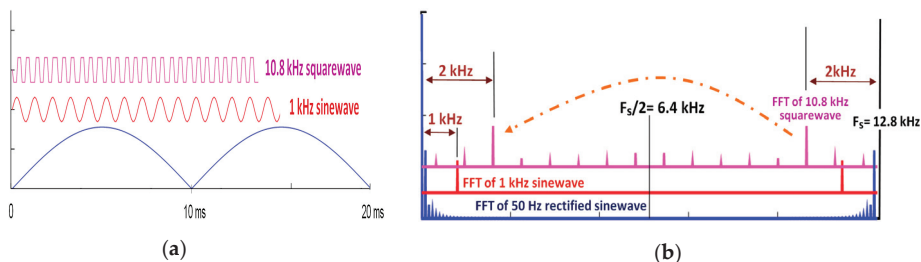 10.8 kHz squarewave
1 kHz sinewave
0
10 ms
20 ms
(a)
2 kHz
2kHz
1 kHz
F_S/2= 6.4 kHz
FFT of 10.8 kHz
squarewave
F_S= 12.8 kHz
FFT of 1 kHz sinewave
FFT of 50 Hz rectified sinewave
(b)